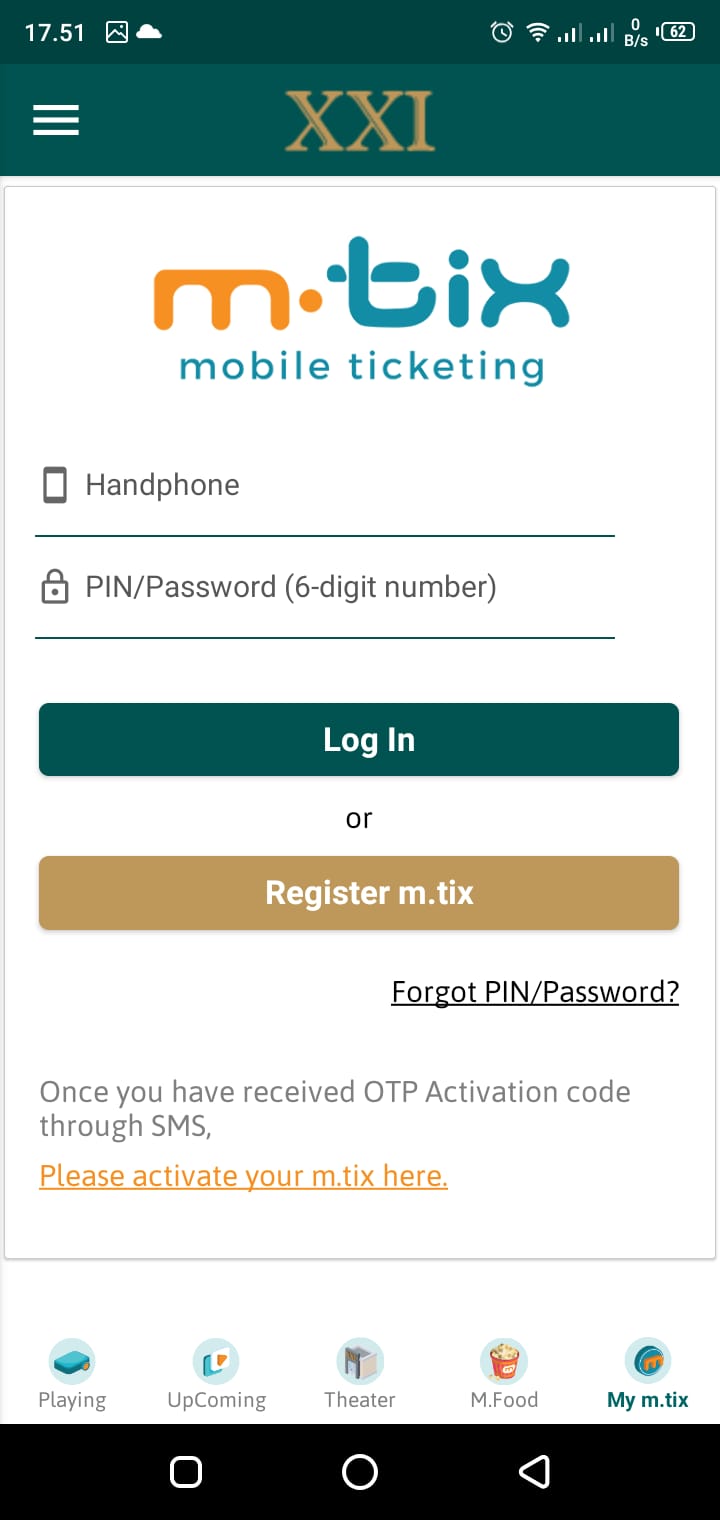 17.51
0
B/s
62
XXI
m.tix
mobile ticketing
Handphone
PIN/Password (6-digit number)
Log In
or
Register m.tix
Forgot PIN/Password?
Once you have received OTP Activation code
through SMS,
Please activate your m.tix here.
Playing
UpComing
Theater
M.Food
My m.tix